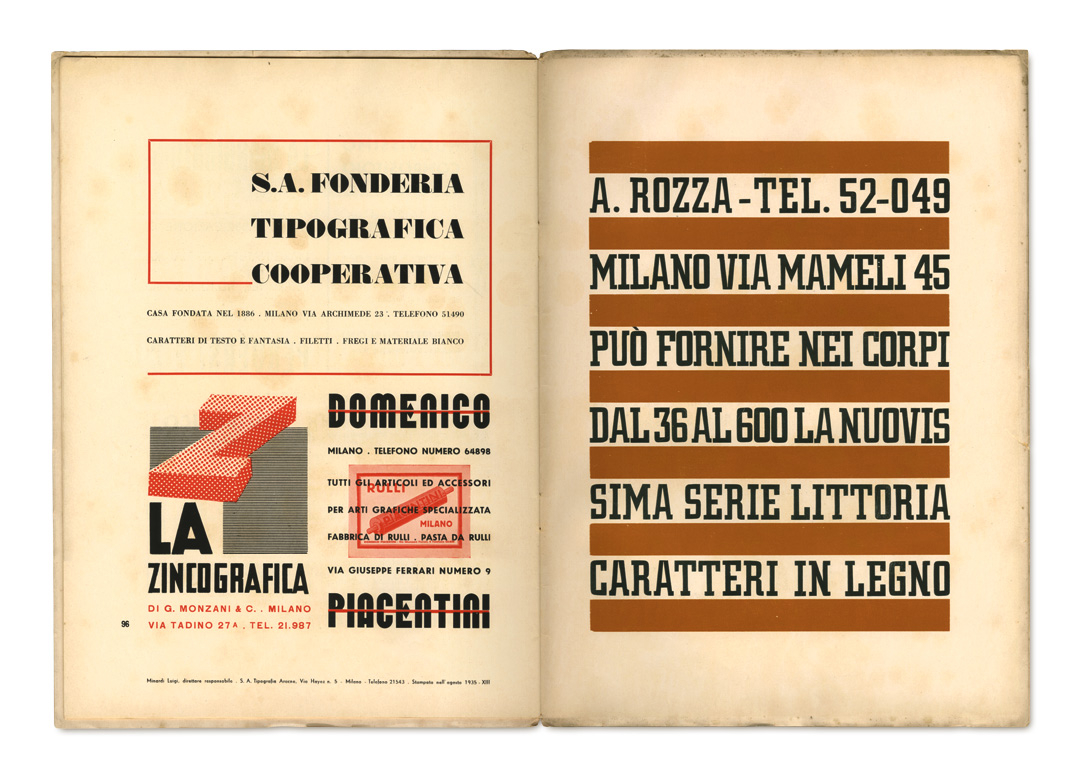 S.A. FONDERIA
TIPOGRAFICA
COOPERATIVA
CASA FONDATA NEL 1886 . MILANO VIA ARCHIMEDE 23 . TELEFONO 51490
CARATTERI DI TESTO E FANTASIA . FILETTI . FREGI E MATERIALE BIANCO
Z
LA
ZINCOGRAFICA
DI G. MONZANI & C. . MILANO
VIA TADINO 27A . TEL. 21.987
DOMENICO
MILANO . TELEFONO NUMERO 64898
TUTTI GLI ARTICOLI ED ACCESSORI
PER ARTI GRAFICHE SPECIALIZZATA
FABBRICA DI RULLI . PASTA DA RULLI
VIA GIUSEPPE FERRARI NUMERO 9
PIACENTINI
RULLI
PIACENTINI
MILANO
96
Minardi Luigi, direttore responsabile . S. A. Tipografia Aracne, Via Hayez n. 5 - Milano - Telefono 21543 . Stampato nell'agosto 1935 - XIII
A. ROZZA - TEL. 52-049
MILANO VIA MAMELI 45
PUÒ FORNIRE NEI CORPI
DAL 36 AL 600 LA NUOVIS
SIMA SERIE LITTORIA
CARATTERI IN LEGNO